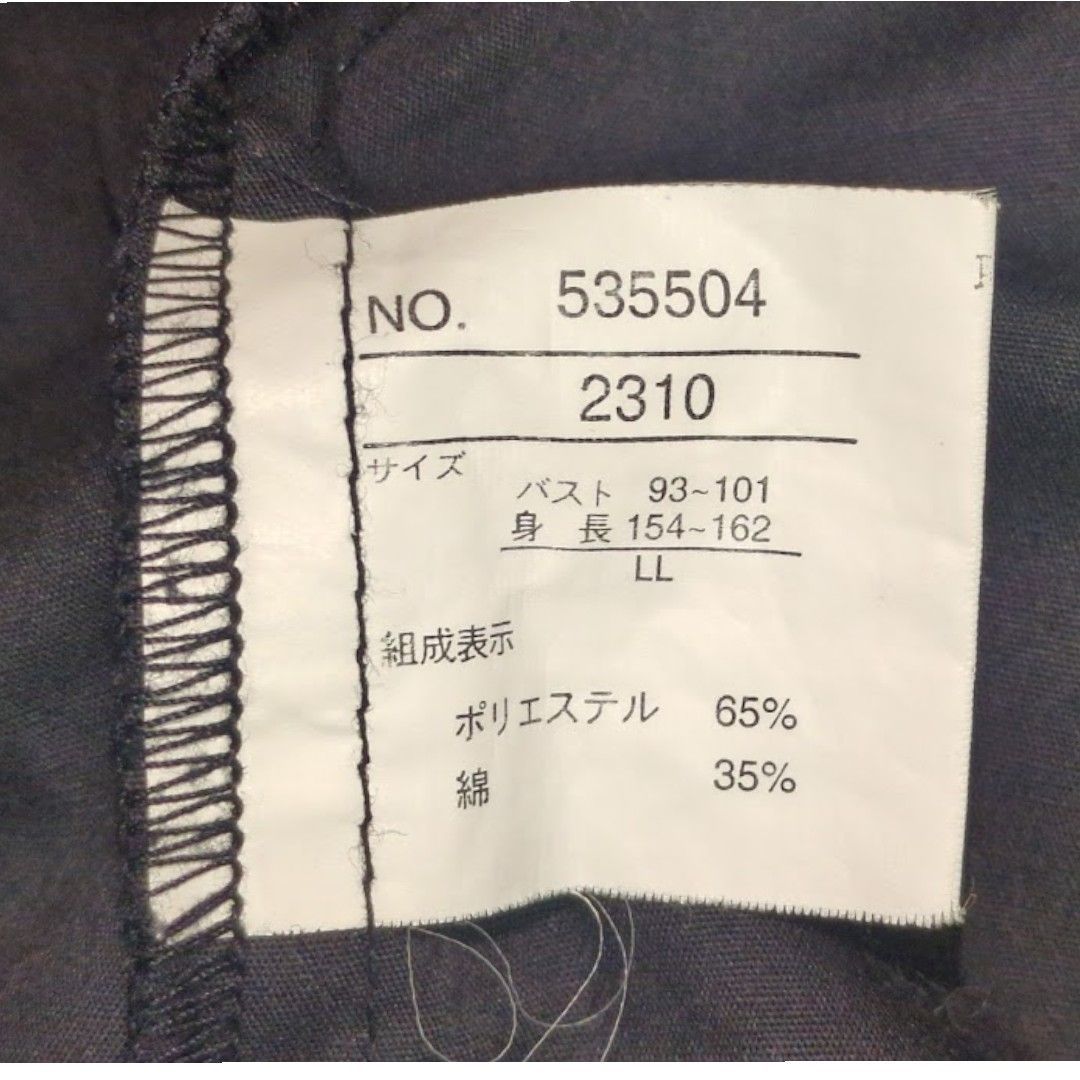 NO. 535504
2310
サイズ
バスト 93~101
身 長 154~162
LL
組成表示
ポリエステル 65%
綿 35%